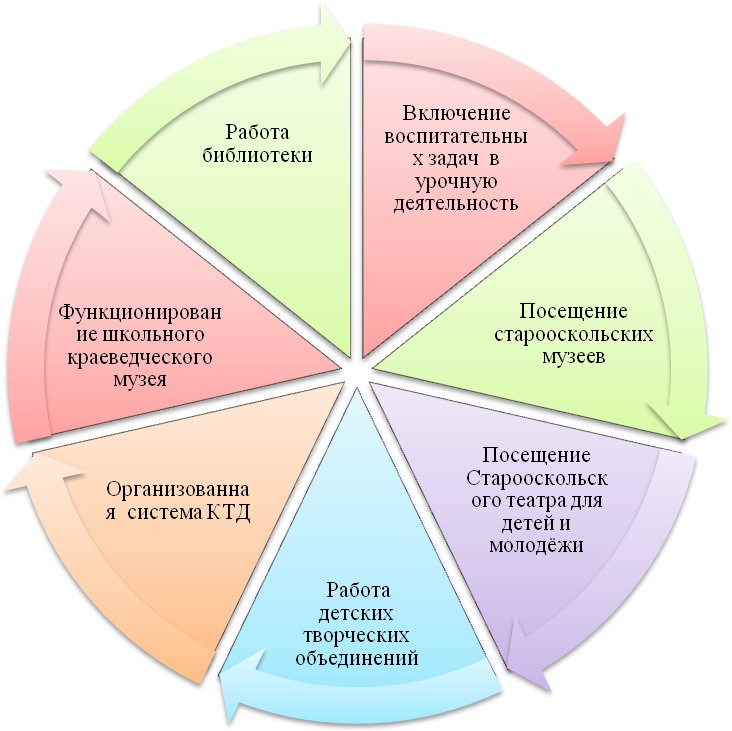 Включение
воспитательны
х задач в
урочную
деятельность
Посещение
старооскольских
музеев
Посещение
Старооскольск
ого театра для
детей и
молодёжи
Работа
детских
творческих
объединений
Организованна
я система КТД
Функционирован
ие школьного
краеведческого
музея
Работа
библиотеки